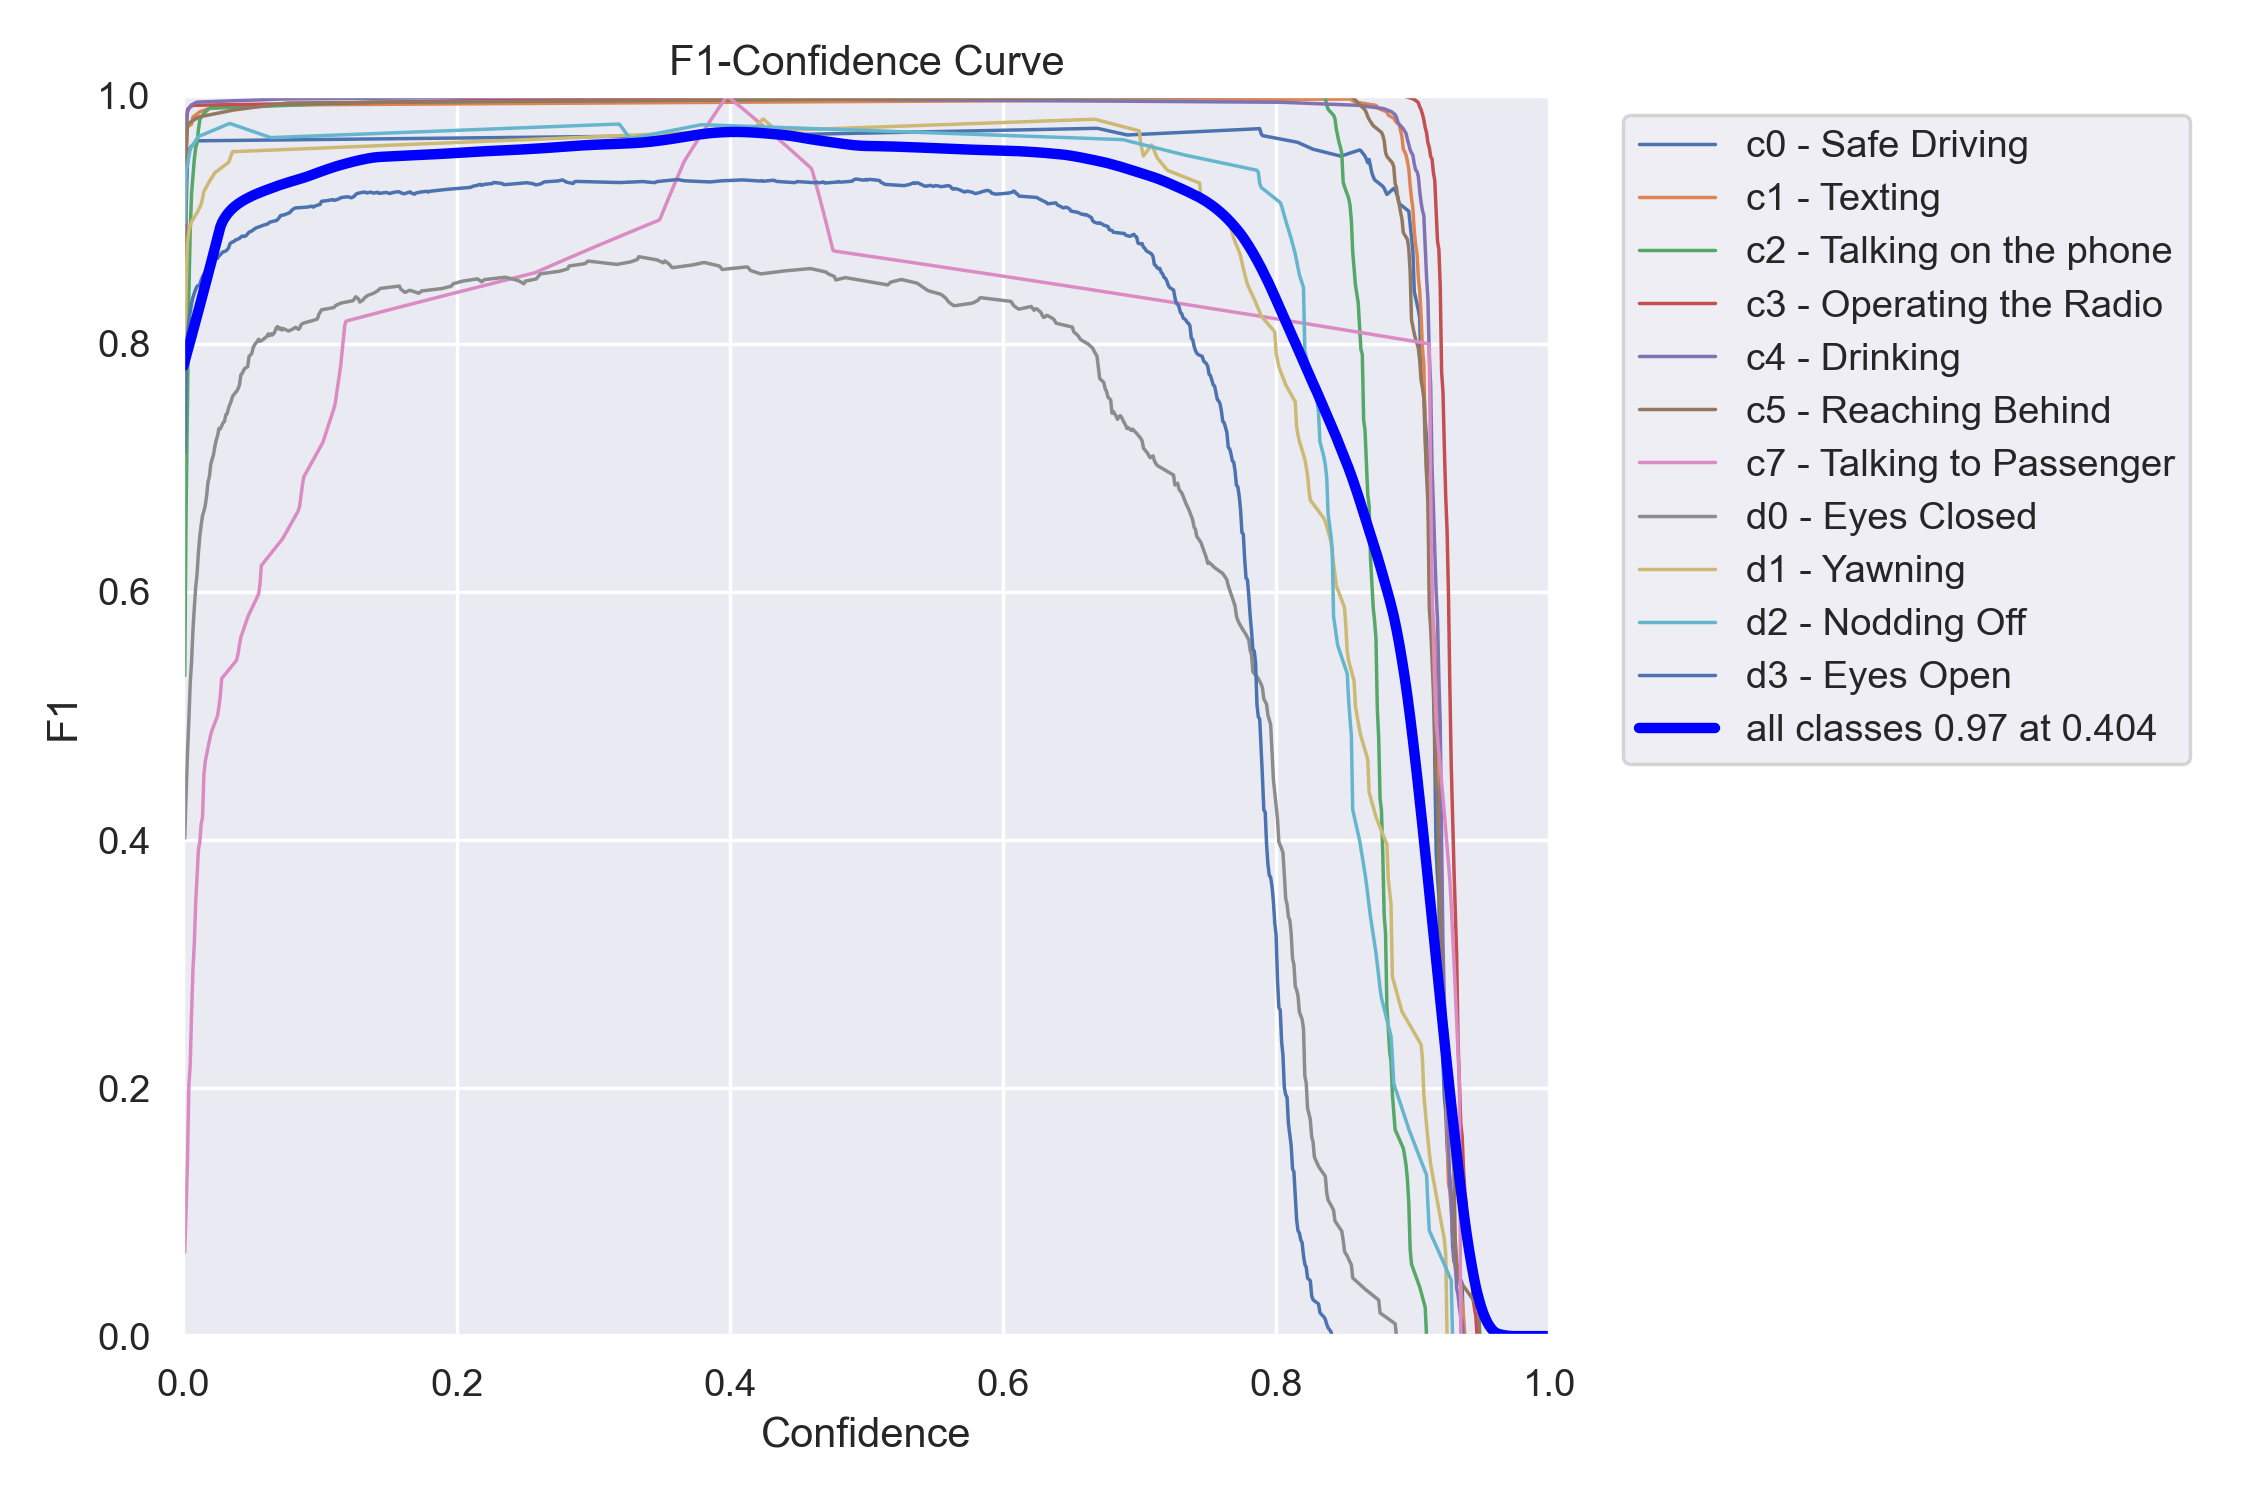 F1-Confidence Curve
1.0
0.8
0.6
0.4
0.2
0.0
F1
0.0 0.2 0.4 0.6 0.8 1.0
Confidence
c0 - Safe Driving
c1 - Texting
c2 - Talking on the phone
c3 - Operating the Radio
c4 - Drinking
c5 - Reaching Behind
c7 - Talking to Passenger
d0 - Eyes Closed
d1 - Yawning
d2 - Nodding Off
d3 - Eyes Open
all classes 0.97 at 0.404